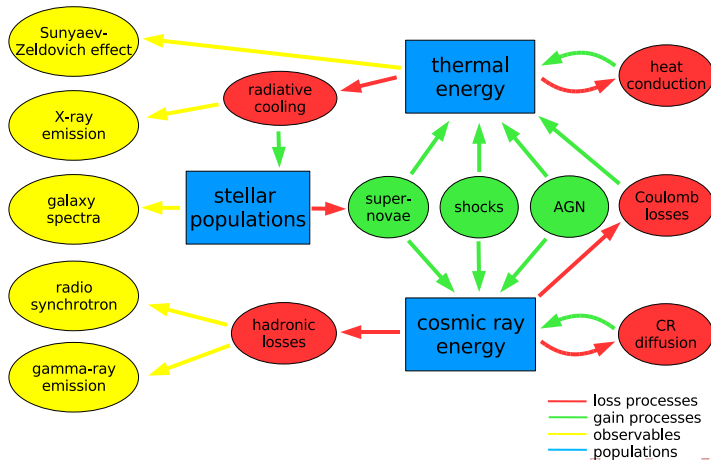 Sunyaev-
Zeldovich effect
thermal
energy
heat
conduction
radiative
cooling
X-ray
emission
stellar
populations
galaxy
spectra
super-
novae
shocks
AGN
Coulomb
losses
radio
synchrotron
hadronic
losses
cosmic ray
energy
CR
diffusion
gamma-ray
emission
loss processes
gain processes
observables
populations